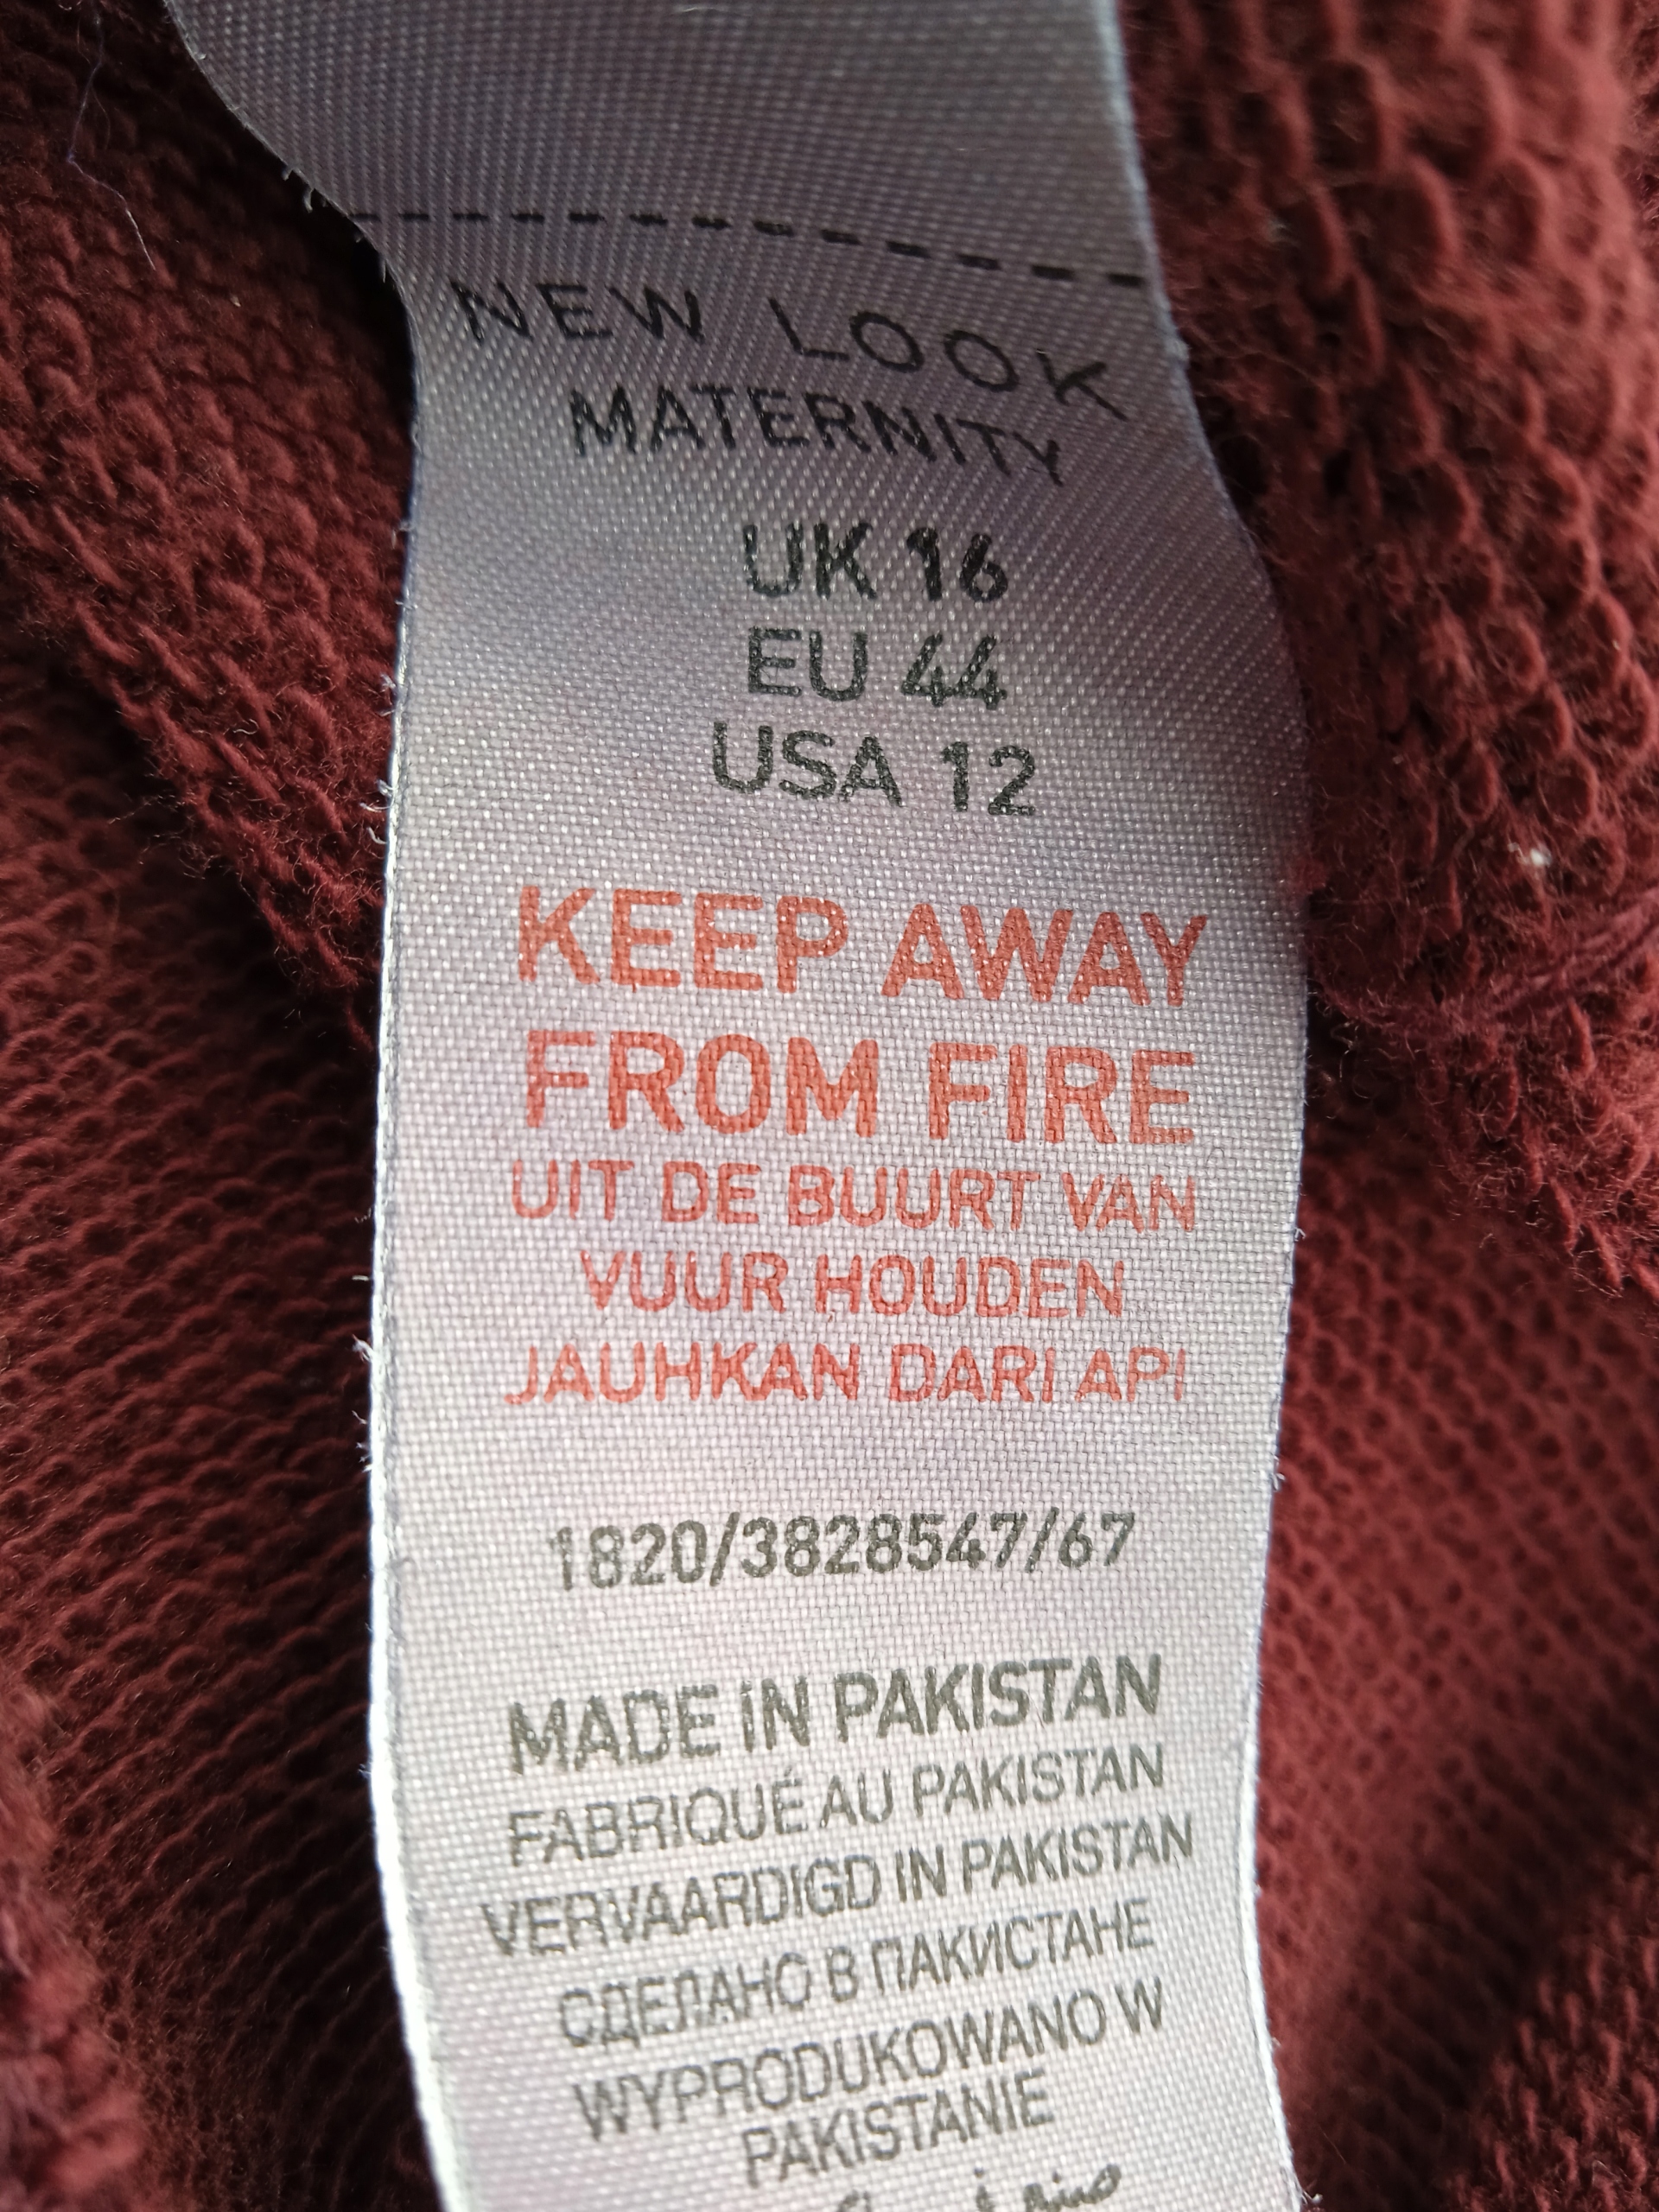 NEW LOOK
MATERNITY
UK 16
EU 44
USA 12
KEEP AWAY
FROM FIRE
UIT DE BUURT VAN
VUUR HOUDEN
JAUHKAN DARI API
1820/3828547/67
MADE IN PAKISTAN
FABRIQUÉ AU PAKISTAN
VERVAARDIGD IN PAKISTAN
СДЕЛАНО В ПАКИСТАНЕ
WYPRODUKOWANO W
PAKISTANIE